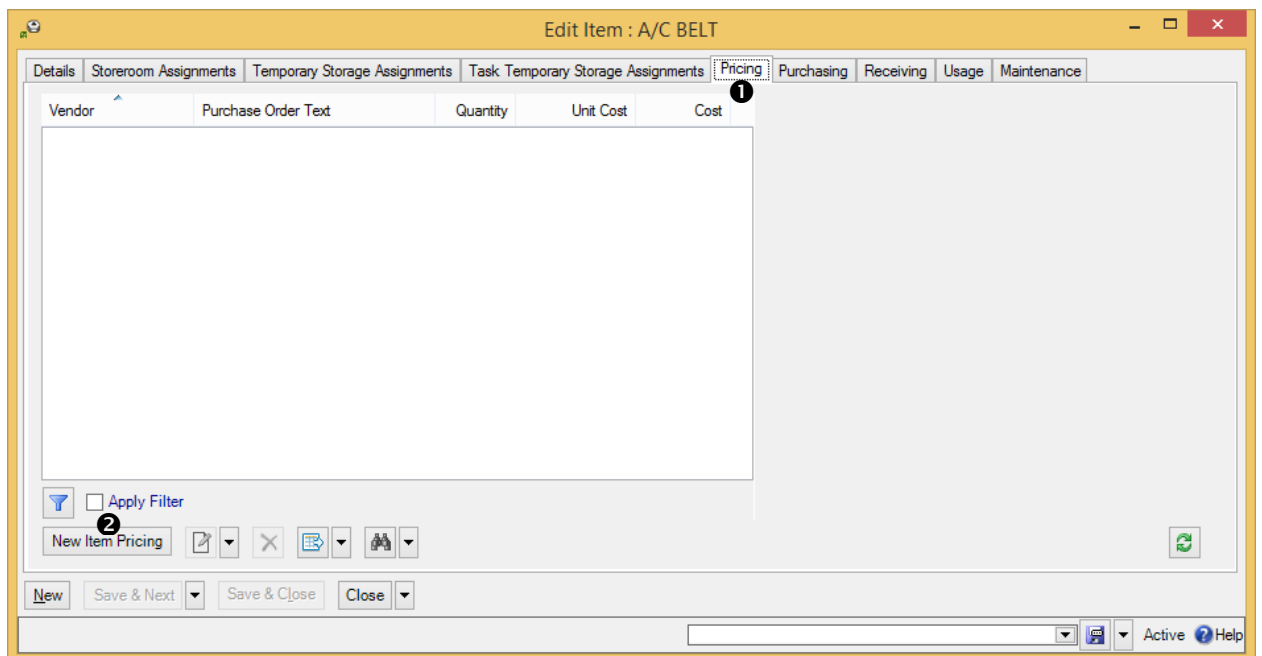 Edit Item : A/C BELT
Details Storeroom Assignments Temporary Storage Assignments Task Temporary Storage Assignments Pricing Purchasing Receiving Usage Maintenance
❶
Vendor Purchase Order Text Quantity Unit Cost Cost
Apply Filter
❷
New Item Pricing
New Save & Next Save & Close Close
Active Help